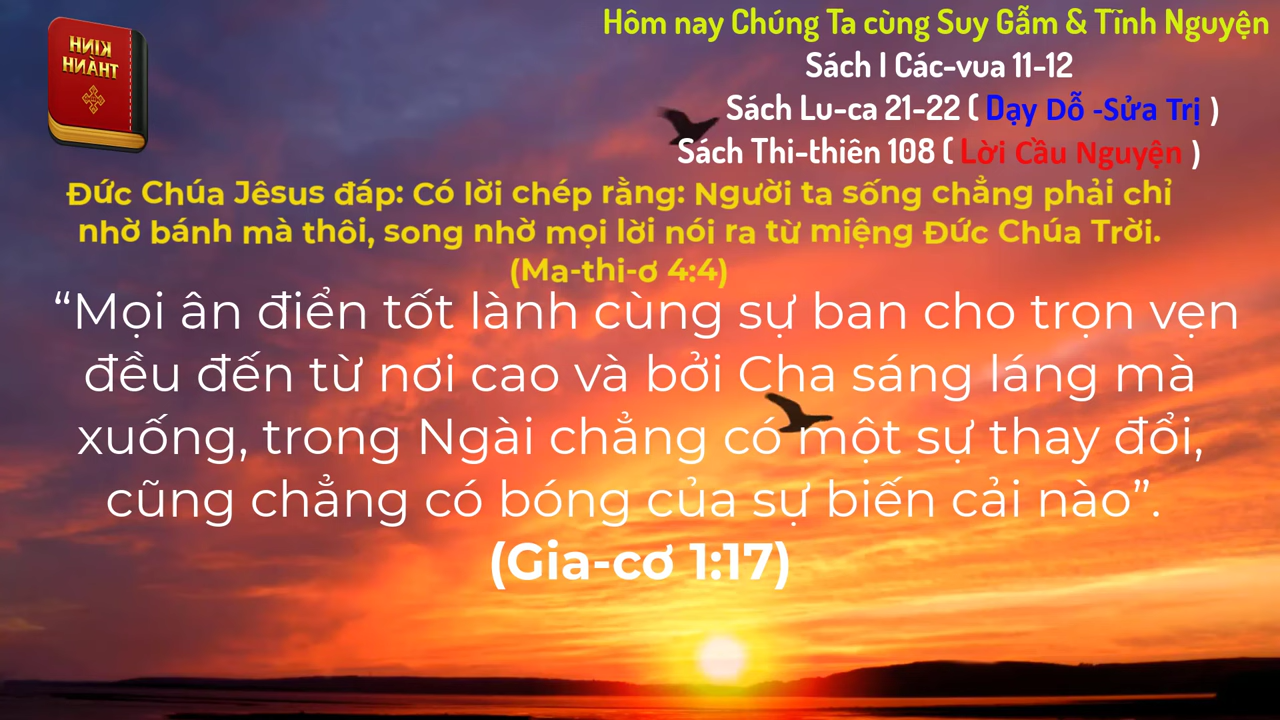 KINH
THÀNH
Hôm nay Chúng Ta cùng Suy Gẫm & Tĩnh Nguyện
Sách I Các-vua 11-12
Sách Lu-ca 21-22 ( Dạy Dỗ -Sửa Trị )
Sách Thi-thiên 108 ( Lời Cầu Nguyện )
Đức Chúa Jêsus đáp: Có lời chép rằng: Người ta sống chẳng phải chỉ
nhờ bánh mà thôi, song nhờ mọi lời nói ra từ miệng Đức Chúa Trời.
(Ma-thi-ơ 4:4)
“Mọi ân điển tốt lành cùng sự ban cho trọn vẹn
đều đến từ nơi cao và bởi Cha sáng láng mà
xuống, trong Ngài chẳng có một sự thay đổi,
cũng chẳng có bóng của sự biến cải nào”.
(Gia-cơ 1:17)